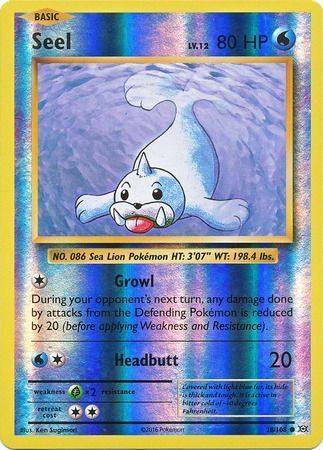 BASIC
Seel LV.12 80 HP
NO. 086 Sea Lion Pokémon HT: 3'07" WT: 198.4 lbs.
Growl
During your opponent's next turn, any damage done
by attacks from the Defending Pokémon is reduced
by 20 (before applying Weakness and Resistance).
Headbutt 20
weakness ×2 resistance
retreat
cost
Covered with light blue fur, its hide
is thick and tough. It is active in
bitter cold of -40 degrees
Fahrenheit.
Illus. Ken Sugimori ©2016 Pokémon 28/108